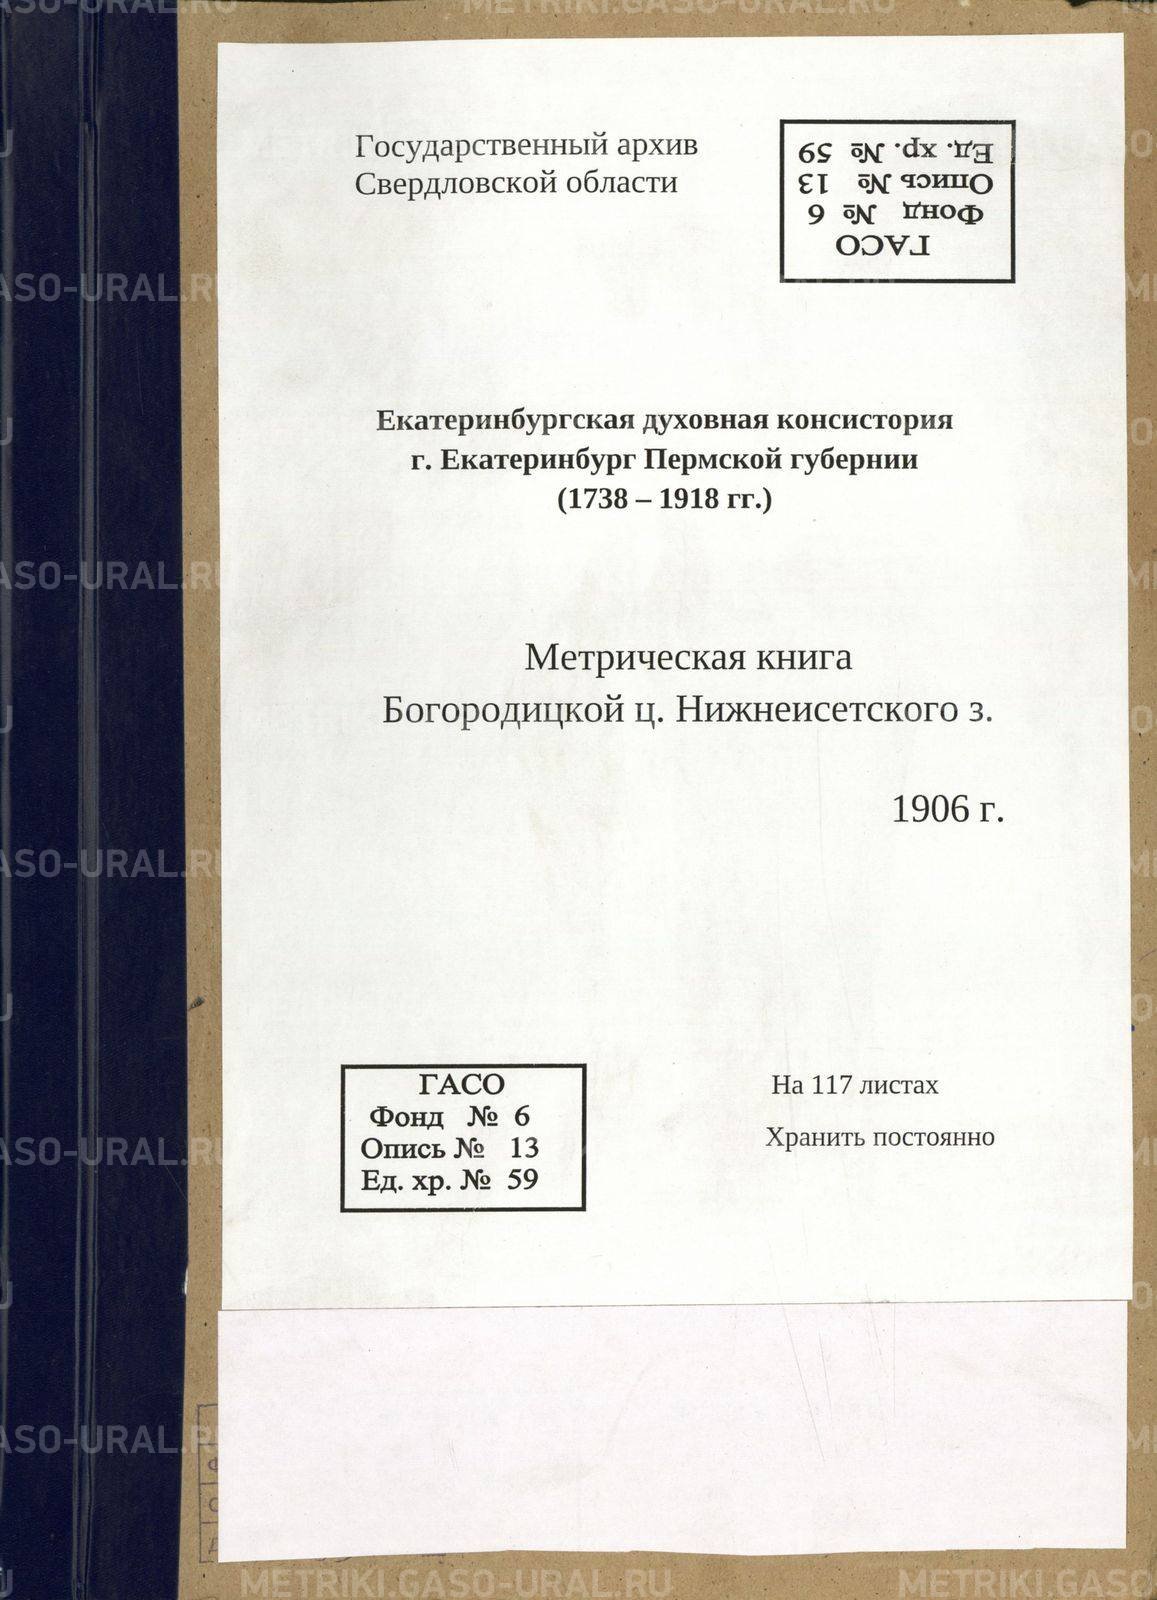 Государственный архив
Свердловской области
ГАСО
Фонд № 6
Опись № 13
Ед. хр. № 59
Екатеринбургская духовная консистория
г. Екатеринбург Пермской губернии
(1738 – 1918 гг.)
Метрическая книга
Богородицкой ц. Нижнеисетского з.
1906 г.
ГАСО
Фонд № 6
Опись № 13
Ед. хр. № 59
На 117 листах
Хранить постоянно
METRIKI.GASO-URAL.RU